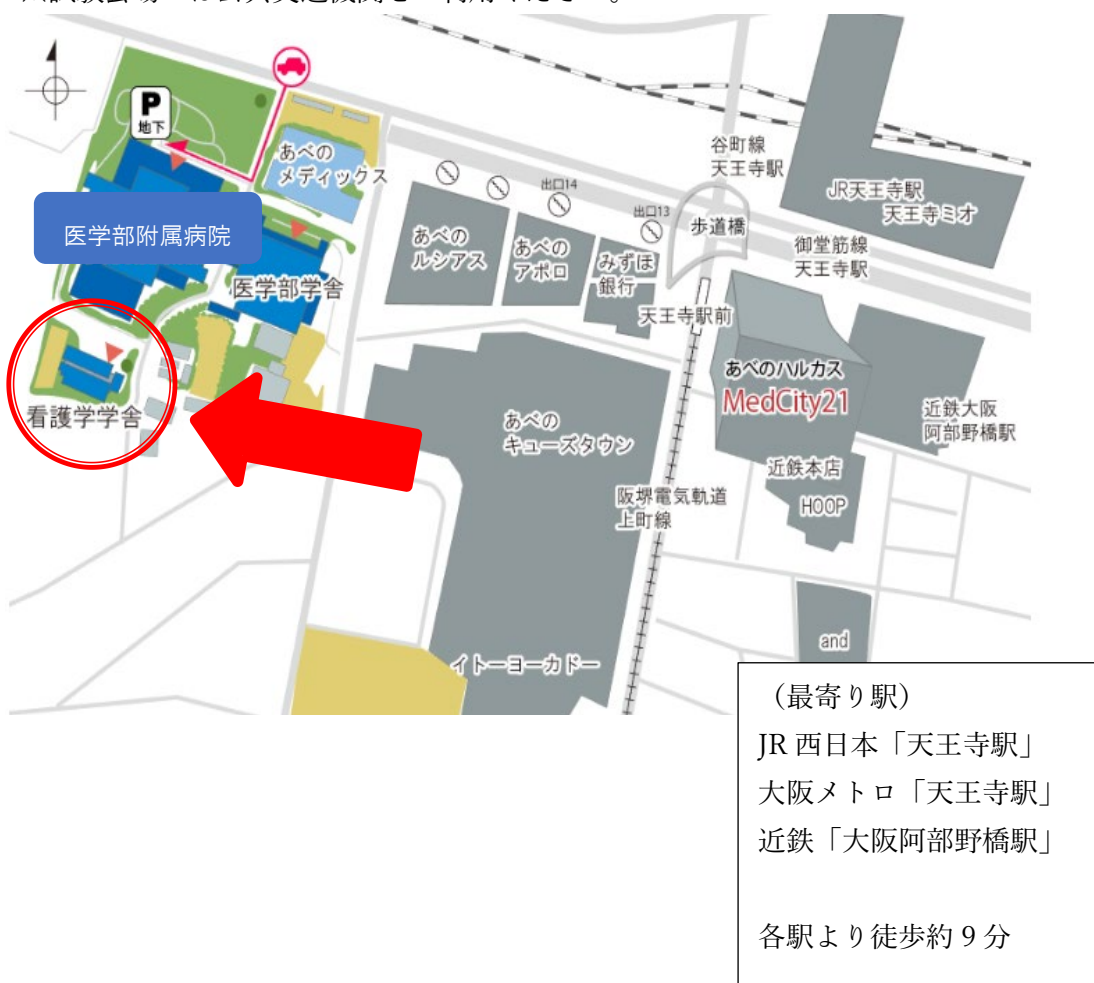 P
地下
あべの
メディックス
医学部附属病院
医学部学舎
看護学学舎
出口14
出口13
あべの
ルシアス
あべの
アポロ
みずほ
銀行
谷町線
天王寺駅
歩道橋
JR天王寺駅
天王寺ミオ
御堂筋線
天王寺駅
天王寺駅前
あべのハルカス
MedCity21
近鉄大阪
阿部野橋駅
近鉄本店
HOOP
あべの
キューズタウン
阪堺電気軌道
上町線
イトーヨーカドー
and
（最寄り駅）
JR 西日本「天王寺駅」
大阪メトロ「天王寺駅」
近鉄「大阪阿部野橋駅」
各駅より徒歩約 9 分